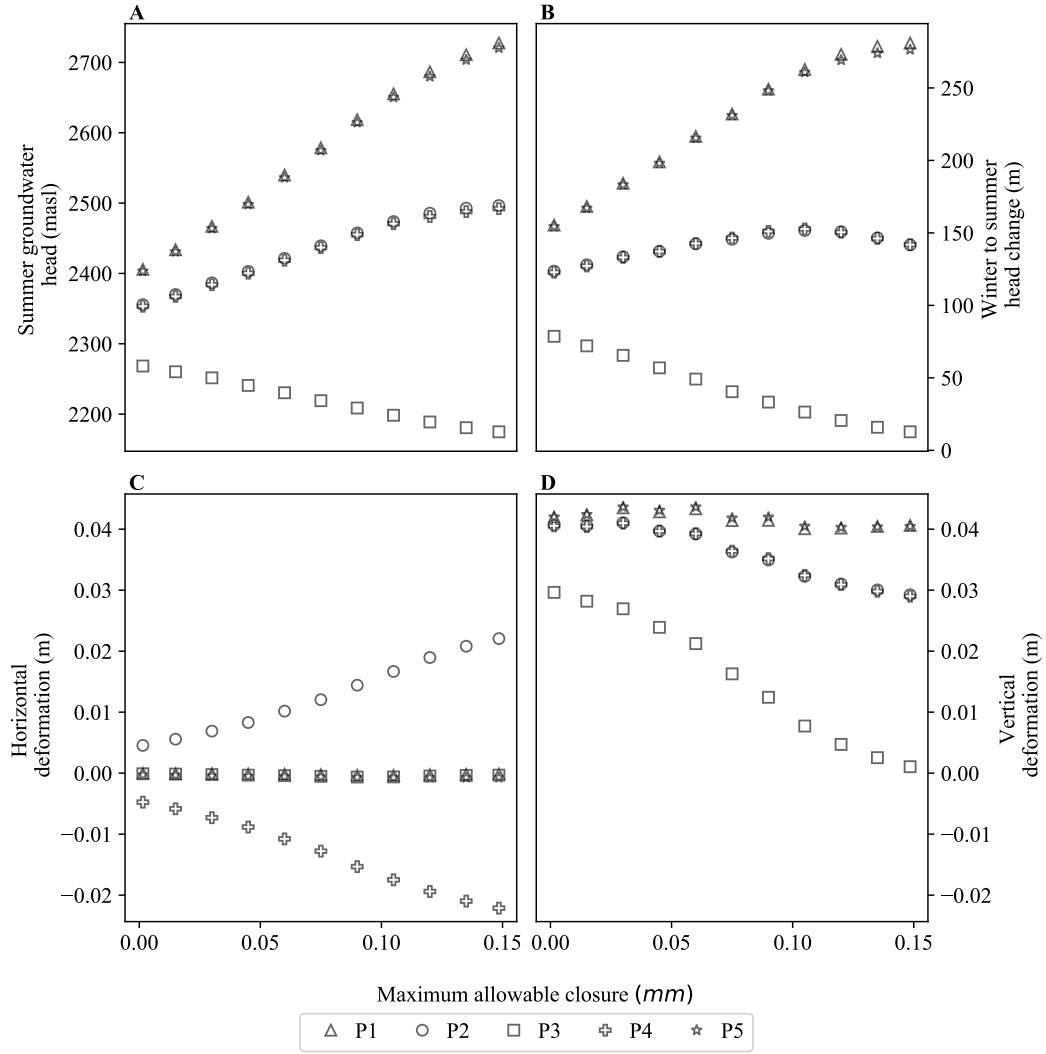 A
B
2700
2600
2500
2400
2300
2200
Summer groundwater
head (masl)
250
200
150
100
50
0
Winter to summer
head change (m)
C
D
0.04
0.03
0.02
0.01
0.00
−0.01
−0.02
Horizontal
deformation (m)
0.04
0.03
0.02
0.01
0.00
−0.01
−0.02
Vertical
deformation (m)
0.00 0.05 0.10 0.15 0.00 0.05 0.10 0.15
Maximum allowable closure (mm)
P1 P2 P3 P4 P5